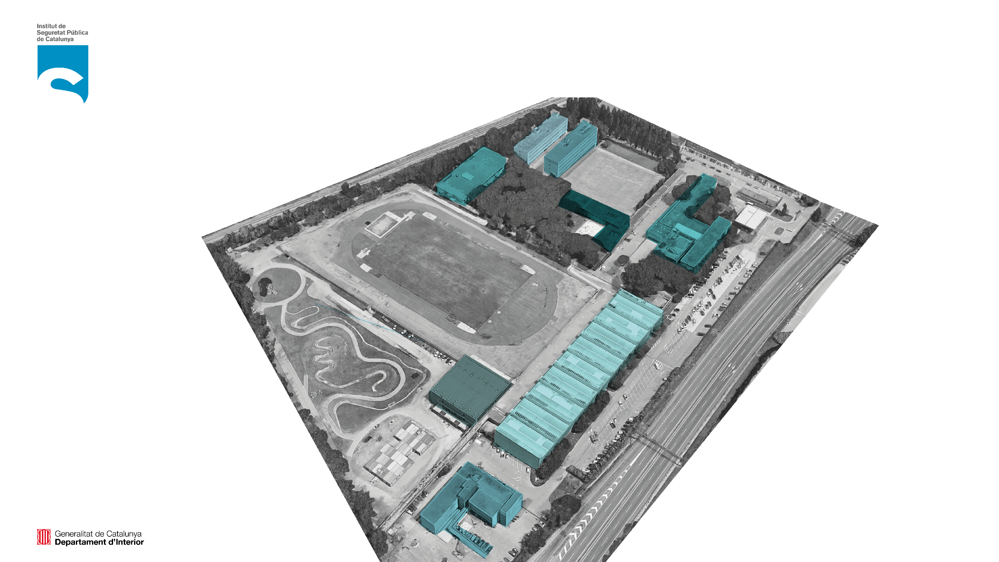 Institut de
Seguretat Pública
de Catalunya
Generalitat de Catalunya
Departament d'Interior